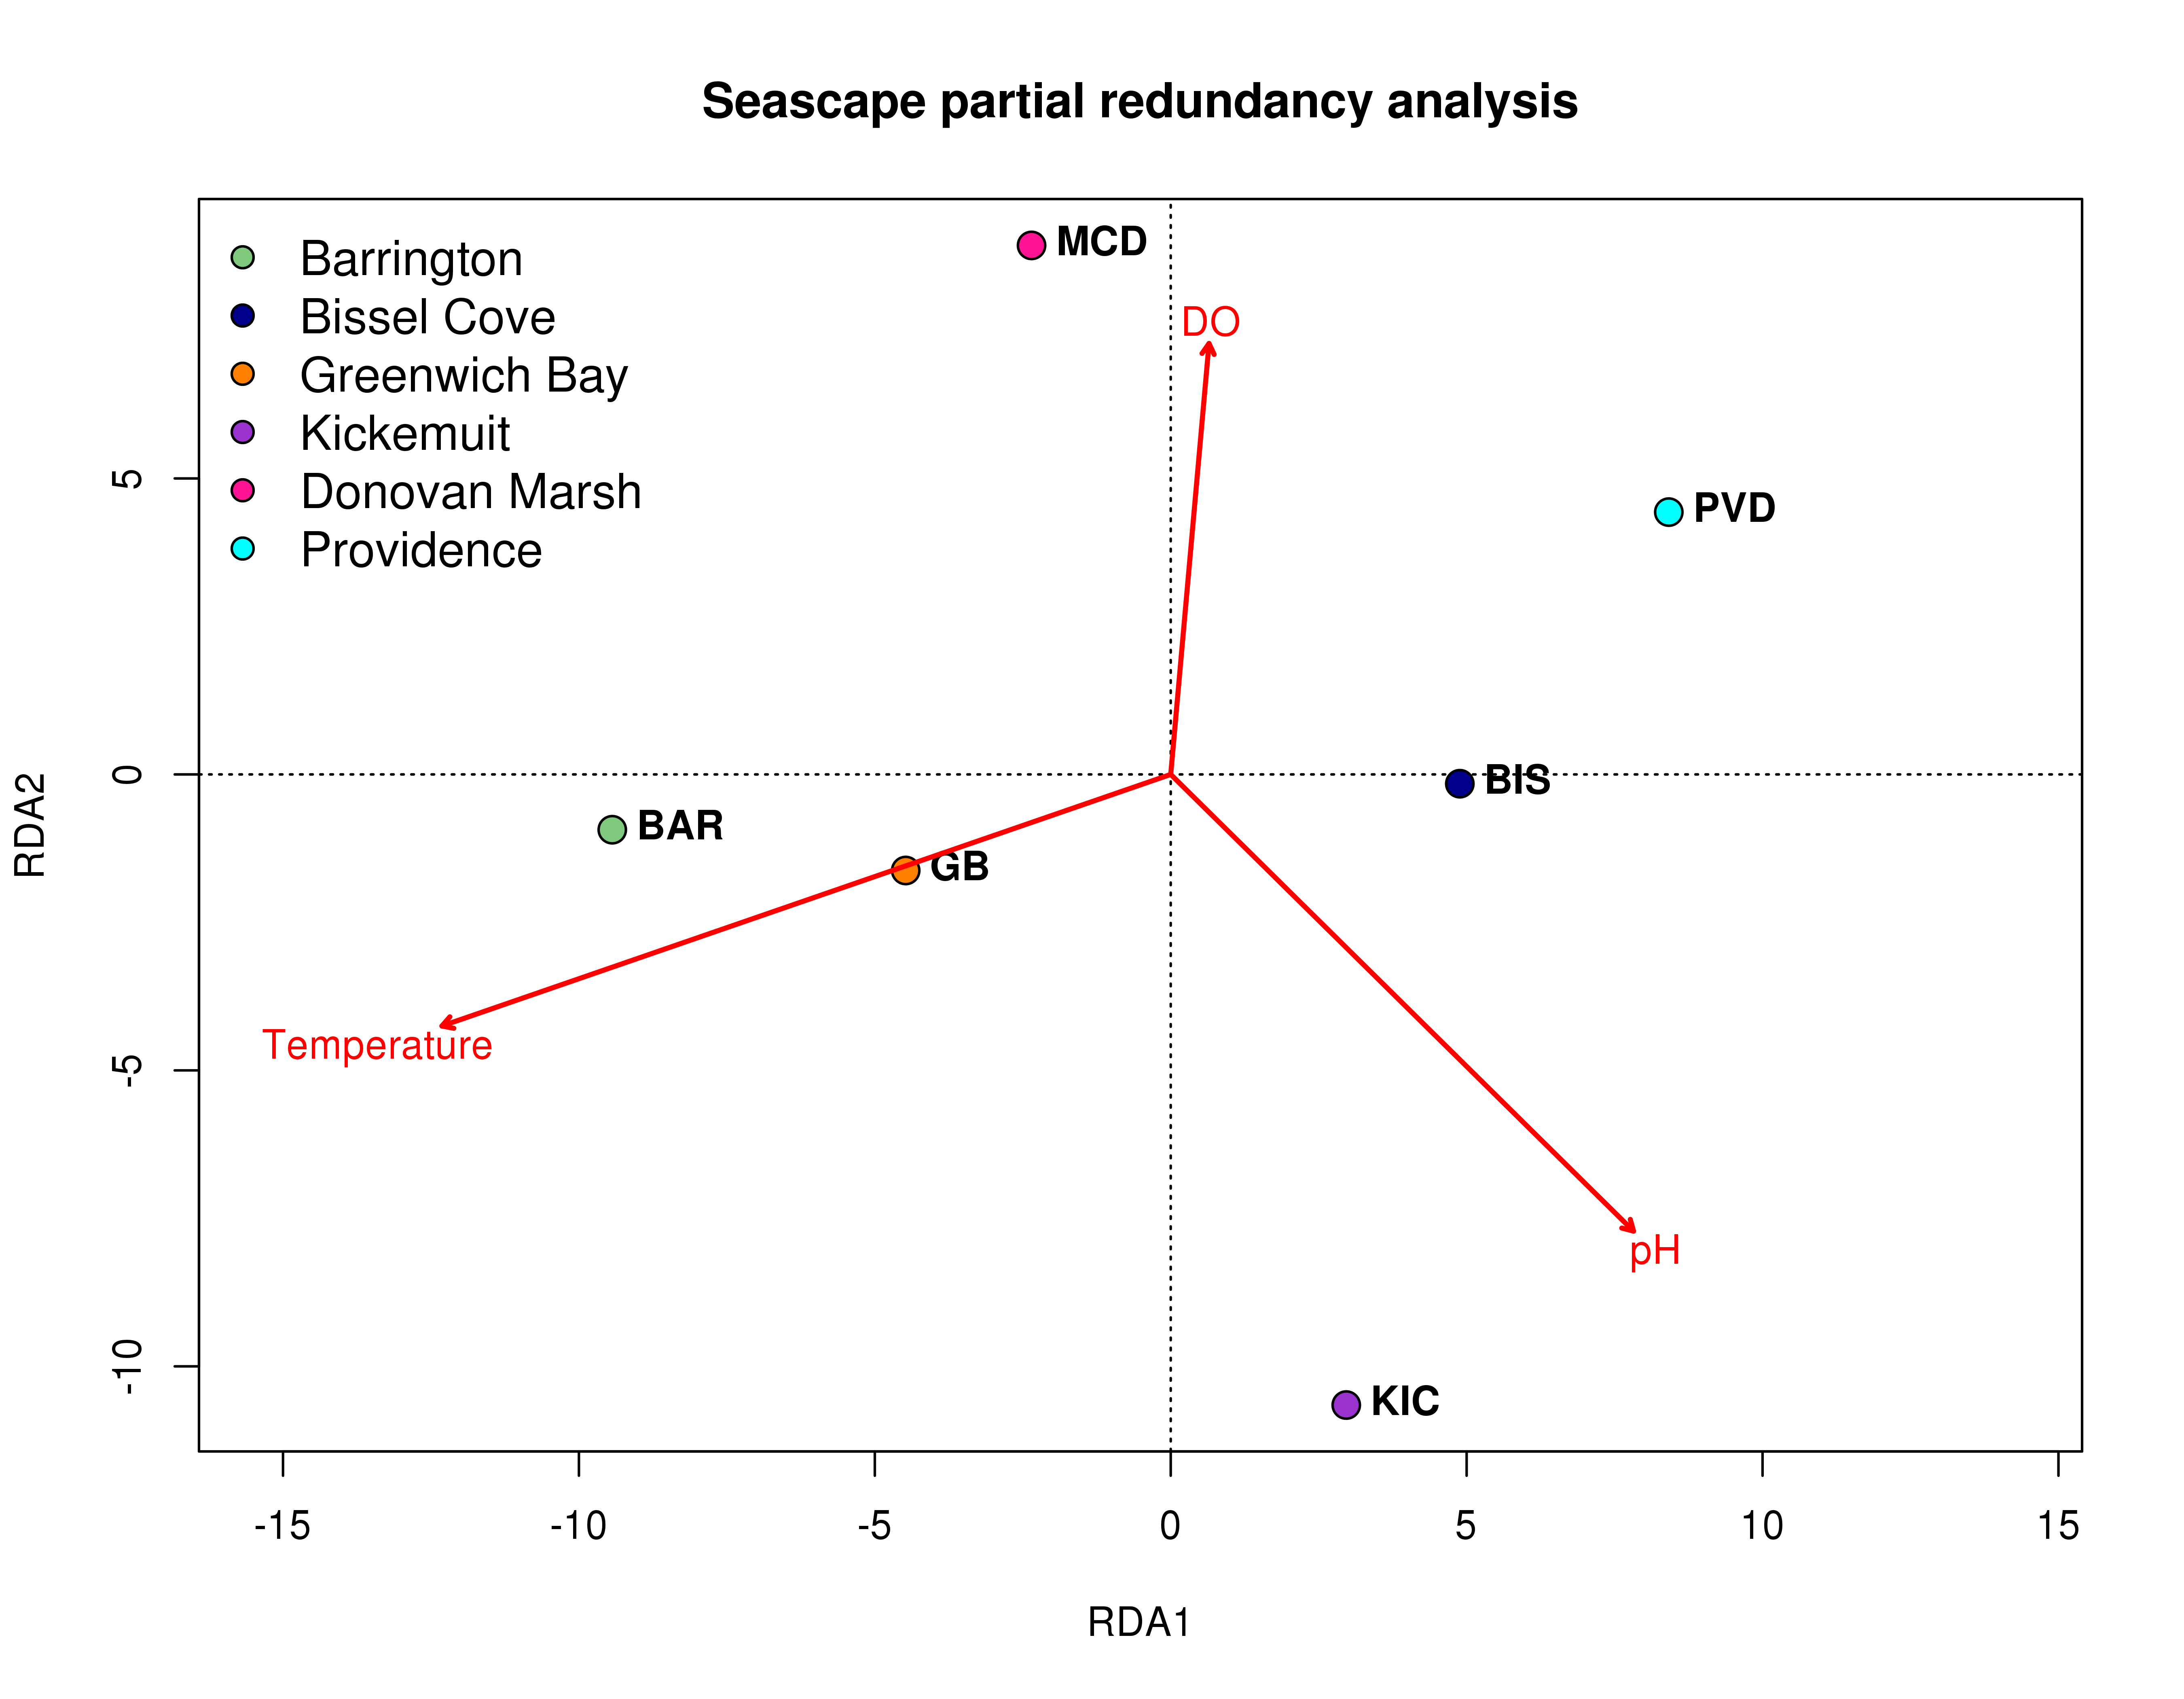 Seascape partial redundancy analysis
Barrington
Bissel Cove
Greenwich Bay
Kickemuit
Donovan Marsh
Providence
MCD
DO
PVD
BIS
BAR
GB
Temperature
pH
KIC
RDA2
5
0
-5
-10
-15 -10 -5 0 5 10 15
RDA1